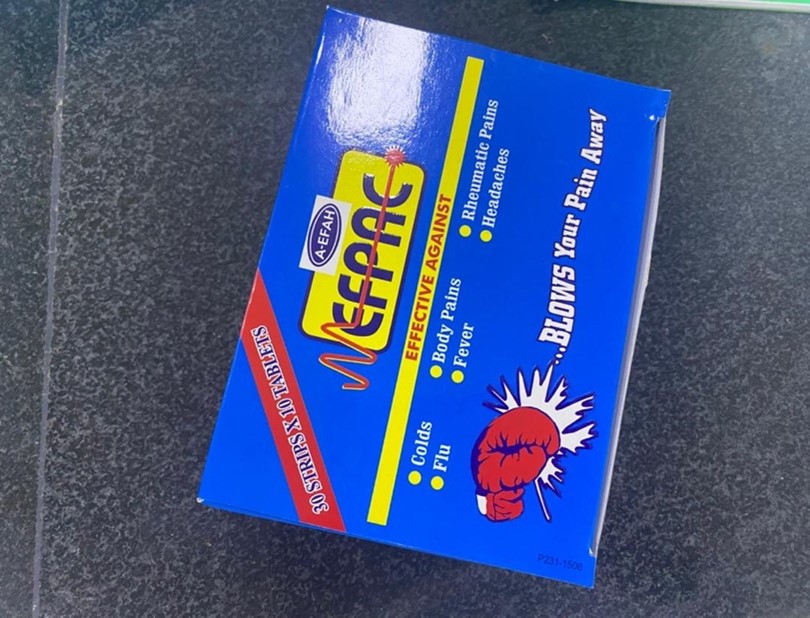 30 STRIPS X 10 TABLETS
A-EFAH
EFPAC
EFFECTIVE AGAINST
Colds
Flu
Body Pains
Fever
Rheumatic Pains
Headaches
...BLOWS Your Pain Away
P231-1506